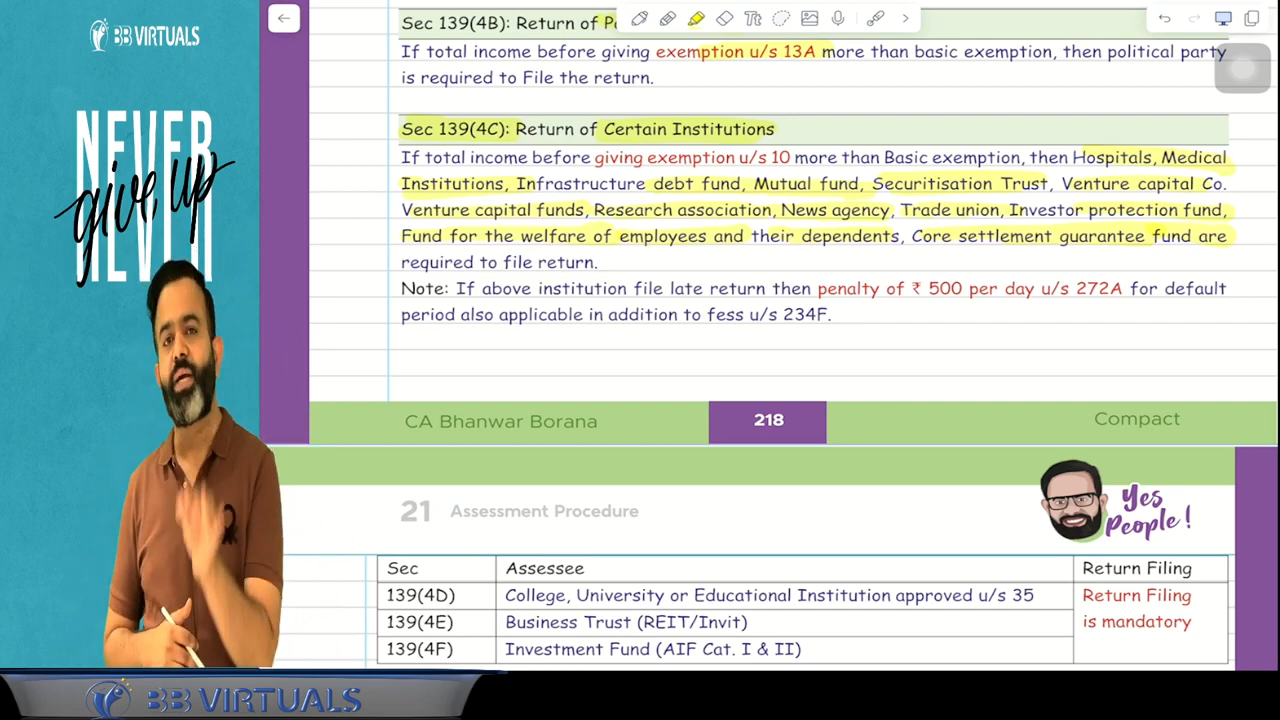 BB VIRTUALS
NEVER
give up
NEVER
Sec 139(4B): Return of
If total income before giving exemption u/s 13A more than basic exemption, then political party
is required to File the return.
Sec 139(4C): Return of Certain Institutions
If total income before giving exemption u/s 10 more than Basic exemption, then Hospitals, Medical
Institutions, Infrastructure debt fund, Mutual fund, Securitisation Trust, Venture capital Co.
Venture capital funds, Research association, News agency, Trade union, Investor protection fund,
Fund for the welfare of employees and their dependents, Core settlement guarantee fund are
required to file return.
Note: If above institution file late return then penalty of ₹ 500 per day u/s 272A for default
period also applicable in addition to fess u/s 234F.
CA Bhanwar Borana 218 Compact
21 Assessment Procedure
Yes
People!
Sec Assessee Return Filing
139(4D) College, University or Educational Institution approved u/s 35 Return Filing
139(4E) Business Trust (REIT/Invit) is mandatory
139(4F) Investment Fund (AIF Cat. I & II)
BB VIRTUALS